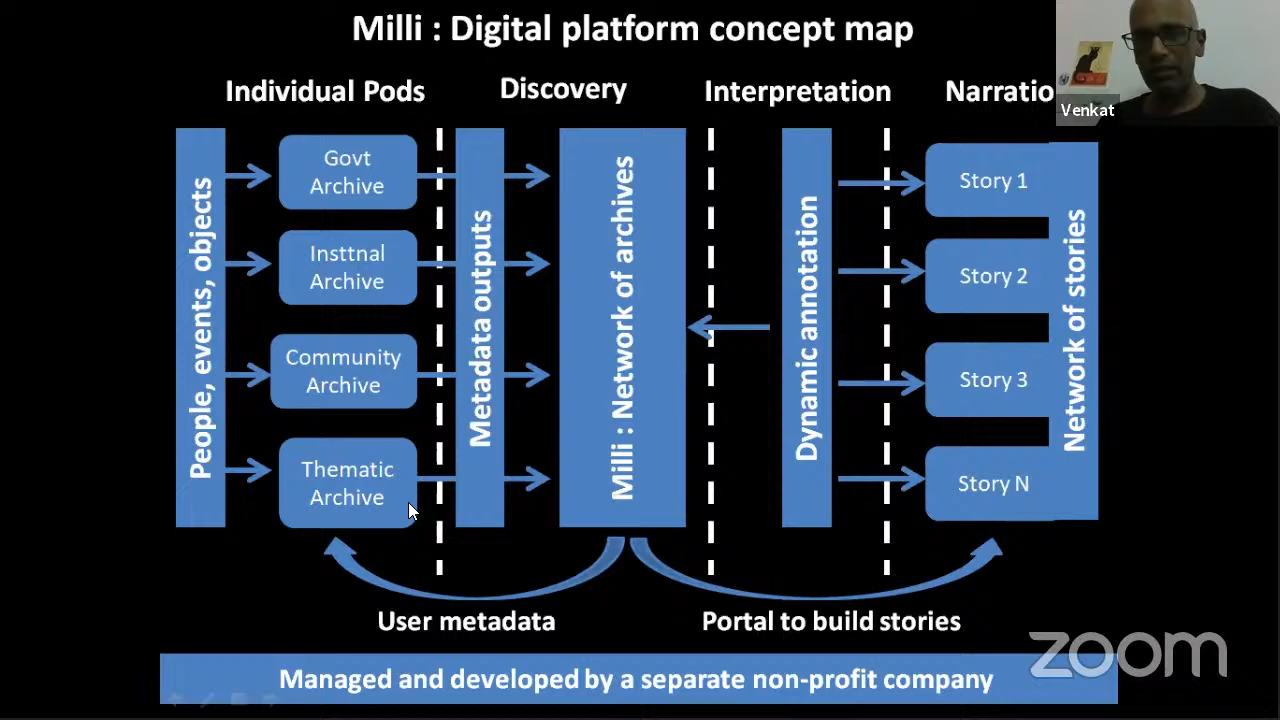 Milli : Digital platform concept map
Individual Pods
Discovery
Interpretation
Narratio
Venkat
People, events, objects
Govt
Archive
Insttnal
Archive
Community
Archive
Thematic
Archive
Metadata outputs
Milli : Network of archives
Dynamic annotation
Story 1
Story 2
Story 3
Story N
Network of stories
User metadata
Portal to build stories
zoom
Managed and developed by a separate non-profit company